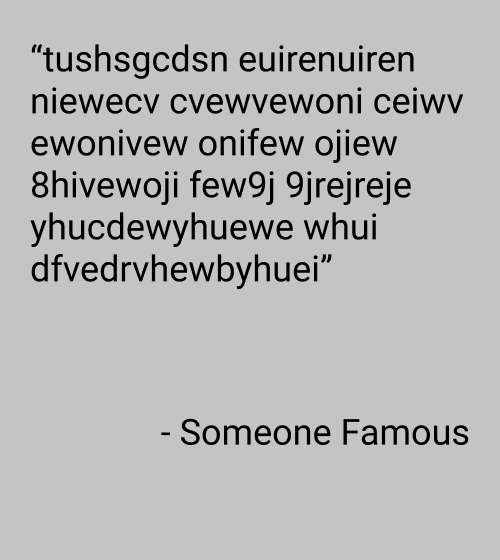 “tushsgcdsn euirenuiren
niewecv cvewvewoni ceiwv
ewonivew onifew ojiew
8hivewoji few9j 9jrejreje
yhucdewyhuewe whui
dfvedrvhewbyhuei”
- Someone Famous